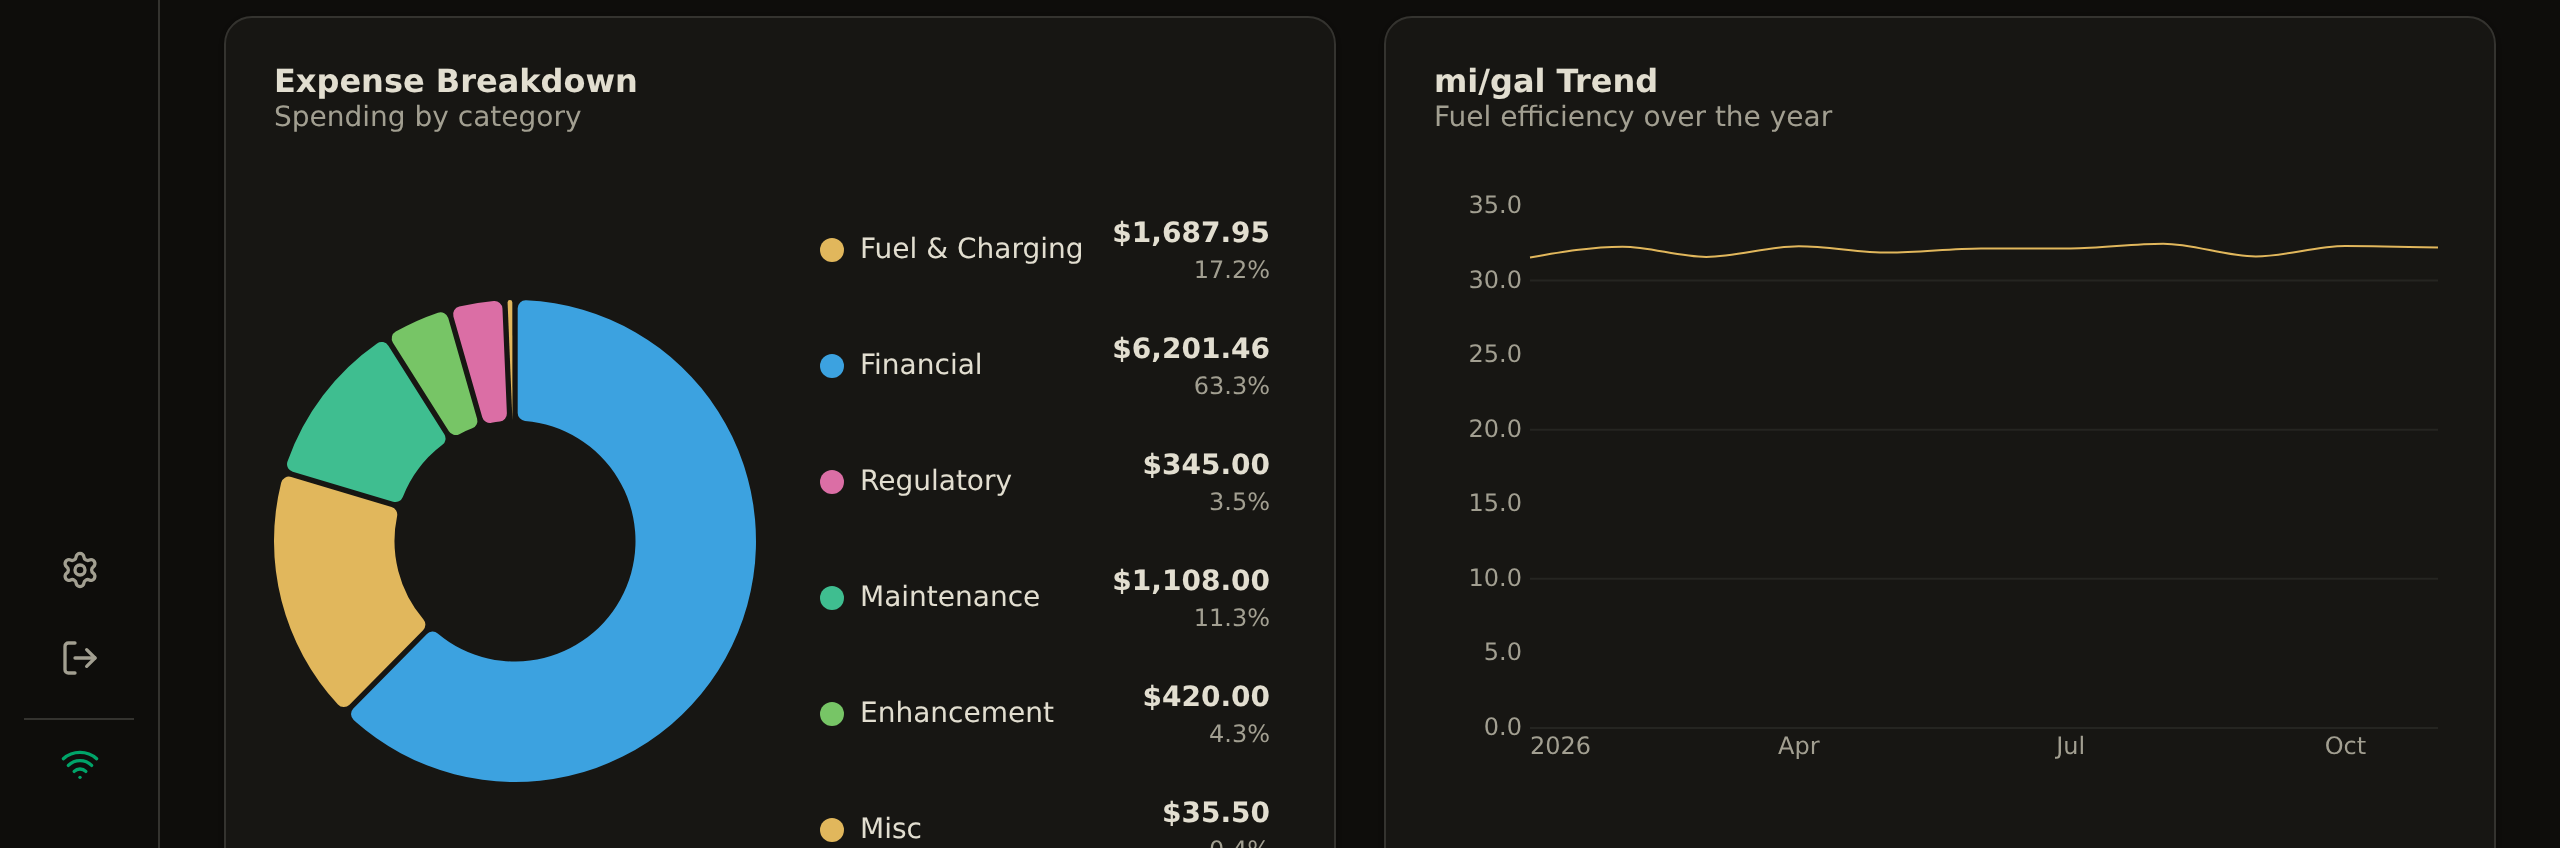 Expense Breakdown
Spending by category
Fuel & Charging
$1,687.95
17.2%
Financial
$6,201.46
63.3%
Regulatory
$345.00
3.5%
Maintenance
$1,108.00
11.3%
Enhancement
$420.00
4.3%
Misc
$35.50
0.4%
mi/gal Trend
Fuel efficiency over the year
35.0
30.0
25.0
20.0
15.0
10.0
5.0
0.0
2026 Apr Jul Oct